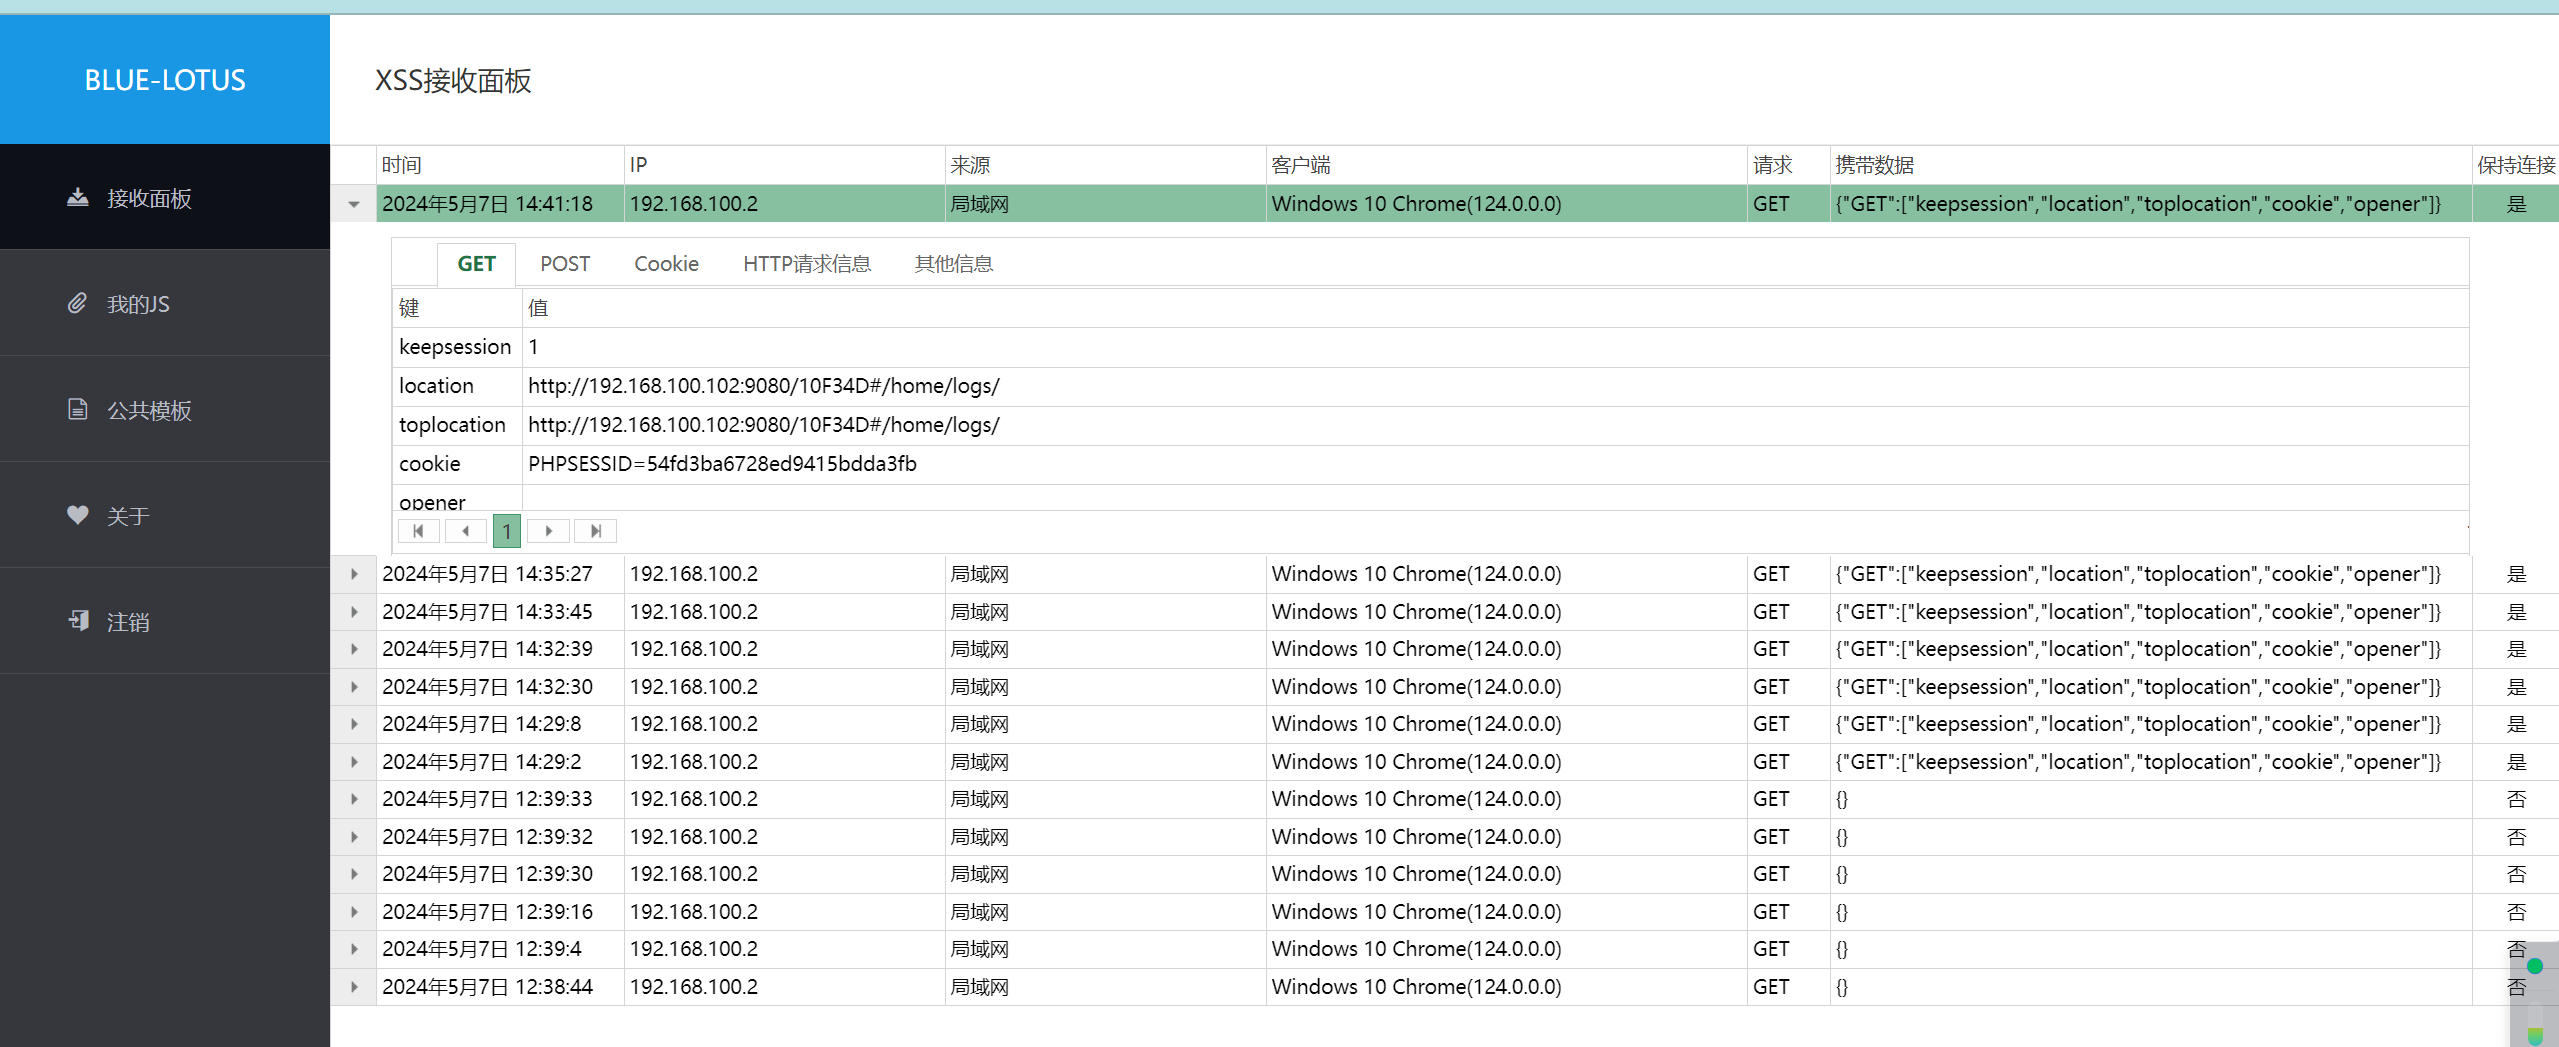 BLUE-LOTUS
XSS接收面板
接收面板
我的JS
公共模板
关于
注销
时间 IP 来源 客户端 请求 携带数据 保持连接
2024年5月7日 14:41:18 192.168.100.2 局域网 Windows 10 Chrome(124.0.0.0) GET {"GET":["keepsession","location","toplocation","cookie","opener"]} 是
GET POST Cookie HTTP请求信息 其他信息
键 值
keepsession 1
location http://192.168.100.102:9080/10F34D#/home/logs/
toplocation http://192.168.100.102:9080/10F34D#/home/logs/
cookie PHPSESSID=54fd3ba6728ed9415bdda3fb
opener
1
2024年5月7日 14:35:27 192.168.100.2 局域网 Windows 10 Chrome(124.0.0.0) GET {"GET":["keepsession","location","toplocation","cookie","opener"]} 是
2024年5月7日 14:33:45 192.168.100.2 局域网 Windows 10 Chrome(124.0.0.0) GET {"GET":["keepsession","location","toplocation","cookie","opener"]} 是
2024年5月7日 14:32:39 192.168.100.2 局域网 Windows 10 Chrome(124.0.0.0) GET {"GET":["keepsession","location","toplocation","cookie","opener"]} 是
2024年5月7日 14:32:30 192.168.100.2 局域网 Windows 10 Chrome(124.0.0.0) GET {"GET":["keepsession","location","toplocation","cookie","opener"]} 是
2024年5月7日 14:29:8 192.168.100.2 局域网 Windows 10 Chrome(124.0.0.0) GET {"GET":["keepsession","location","toplocation","cookie","opener"]} 是
2024年5月7日 14:29:2 192.168.100.2 局域网 Windows 10 Chrome(124.0.0.0) GET {"GET":["keepsession","location","toplocation","cookie","opener"]} 是
2024年5月7日 12:39:33 192.168.100.2 局域网 Windows 10 Chrome(124.0.0.0) GET {} 否
2024年5月7日 12:39:32 192.168.100.2 局域网 Windows 10 Chrome(124.0.0.0) GET {} 否
2024年5月7日 12:39:30 192.168.100.2 局域网 Windows 10 Chrome(124.0.0.0) GET {} 否
2024年5月7日 12:39:16 192.168.100.2 局域网 Windows 10 Chrome(124.0.0.0) GET {} 否
2024年5月7日 12:39:4 192.168.100.2 局域网 Windows 10 Chrome(124.0.0.0) GET {} 否
2024年5月7日 12:38:44 192.168.100.2 局域网 Windows 10 Chrome(124.0.0.0) GET {} 否